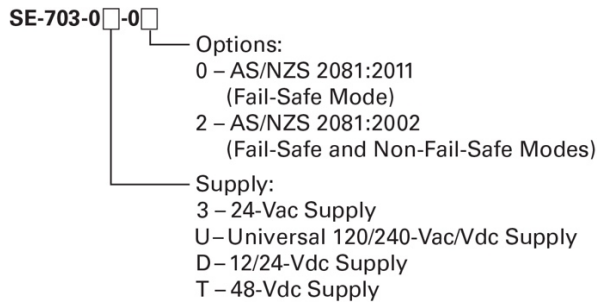 SE-703-0□-0□
Options:
0 – AS/NZS 2081:2011
(Fail-Safe Mode)
2 – AS/NZS 2081:2002
(Fail-Safe and Non-Fail-Safe Modes)
Supply:
3 – 24-Vac Supply
U – Universal 120/240-Vac/Vdc Supply
D – 12/24-Vdc Supply
T – 48-Vdc Supply